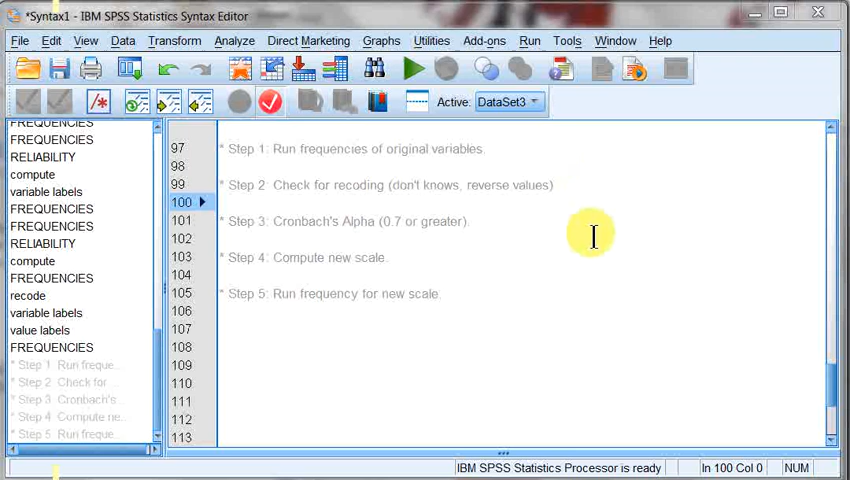 *Syntax1 - IBM SPSS Statistics Syntax Editor
File Edit View Data Transform Analyze Direct Marketing Graphs Utilities Add-ons Run Tools Window Help
Active: DataSet3
FREQUENCIES
FREQUENCIES
RELIABILITY
compute
variable labels
FREQUENCIES
FREQUENCIES
RELIABILITY
compute
FREQUENCIES
recode
variable labels
value labels
FREQUENCIES
* Step 1 Run freque...
* Step 2 Check for ...
* Step 3 Cronbach's...
* Step 4 Compute ne...
* Step 5 Run freque...
97 * Step 1: Run frequencies of original variables.
98
99 * Step 2: Check for recoding (don't knows, reverse values)
100
101 * Step 3: Cronbach's Alpha (0.7 or greater).
102
103 * Step 4: Compute new scale.
104
105 * Step 5: Run frequency for new scale.
106
107
108
109
110
111
112
113
IBM SPSS Statistics Processor is ready In 100 Col 0 NUM